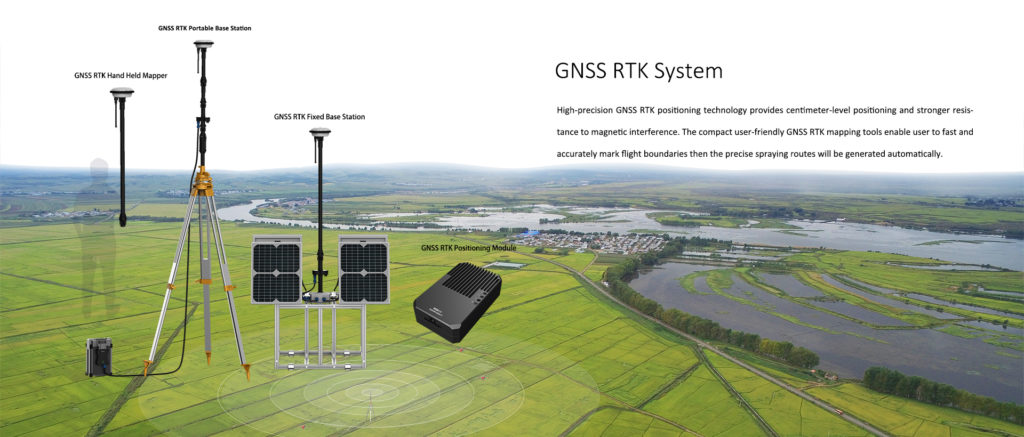 GNSS RTK Portable Base Station
GNSS RTK Hand Held Mapper
GNSS RTK Fixed Base Station
GNSS RTK Positioning Module
GNSS RTK System
High-precision GNSS RTK positioning technology provides centimeter-level positioning and stronger resis-
tance to magnetic interference. The compact user-friendly GNSS RTK mapping tools enable user to fast and
accurately mark flight boundaries then the precise spraying routes will be generated automatically.